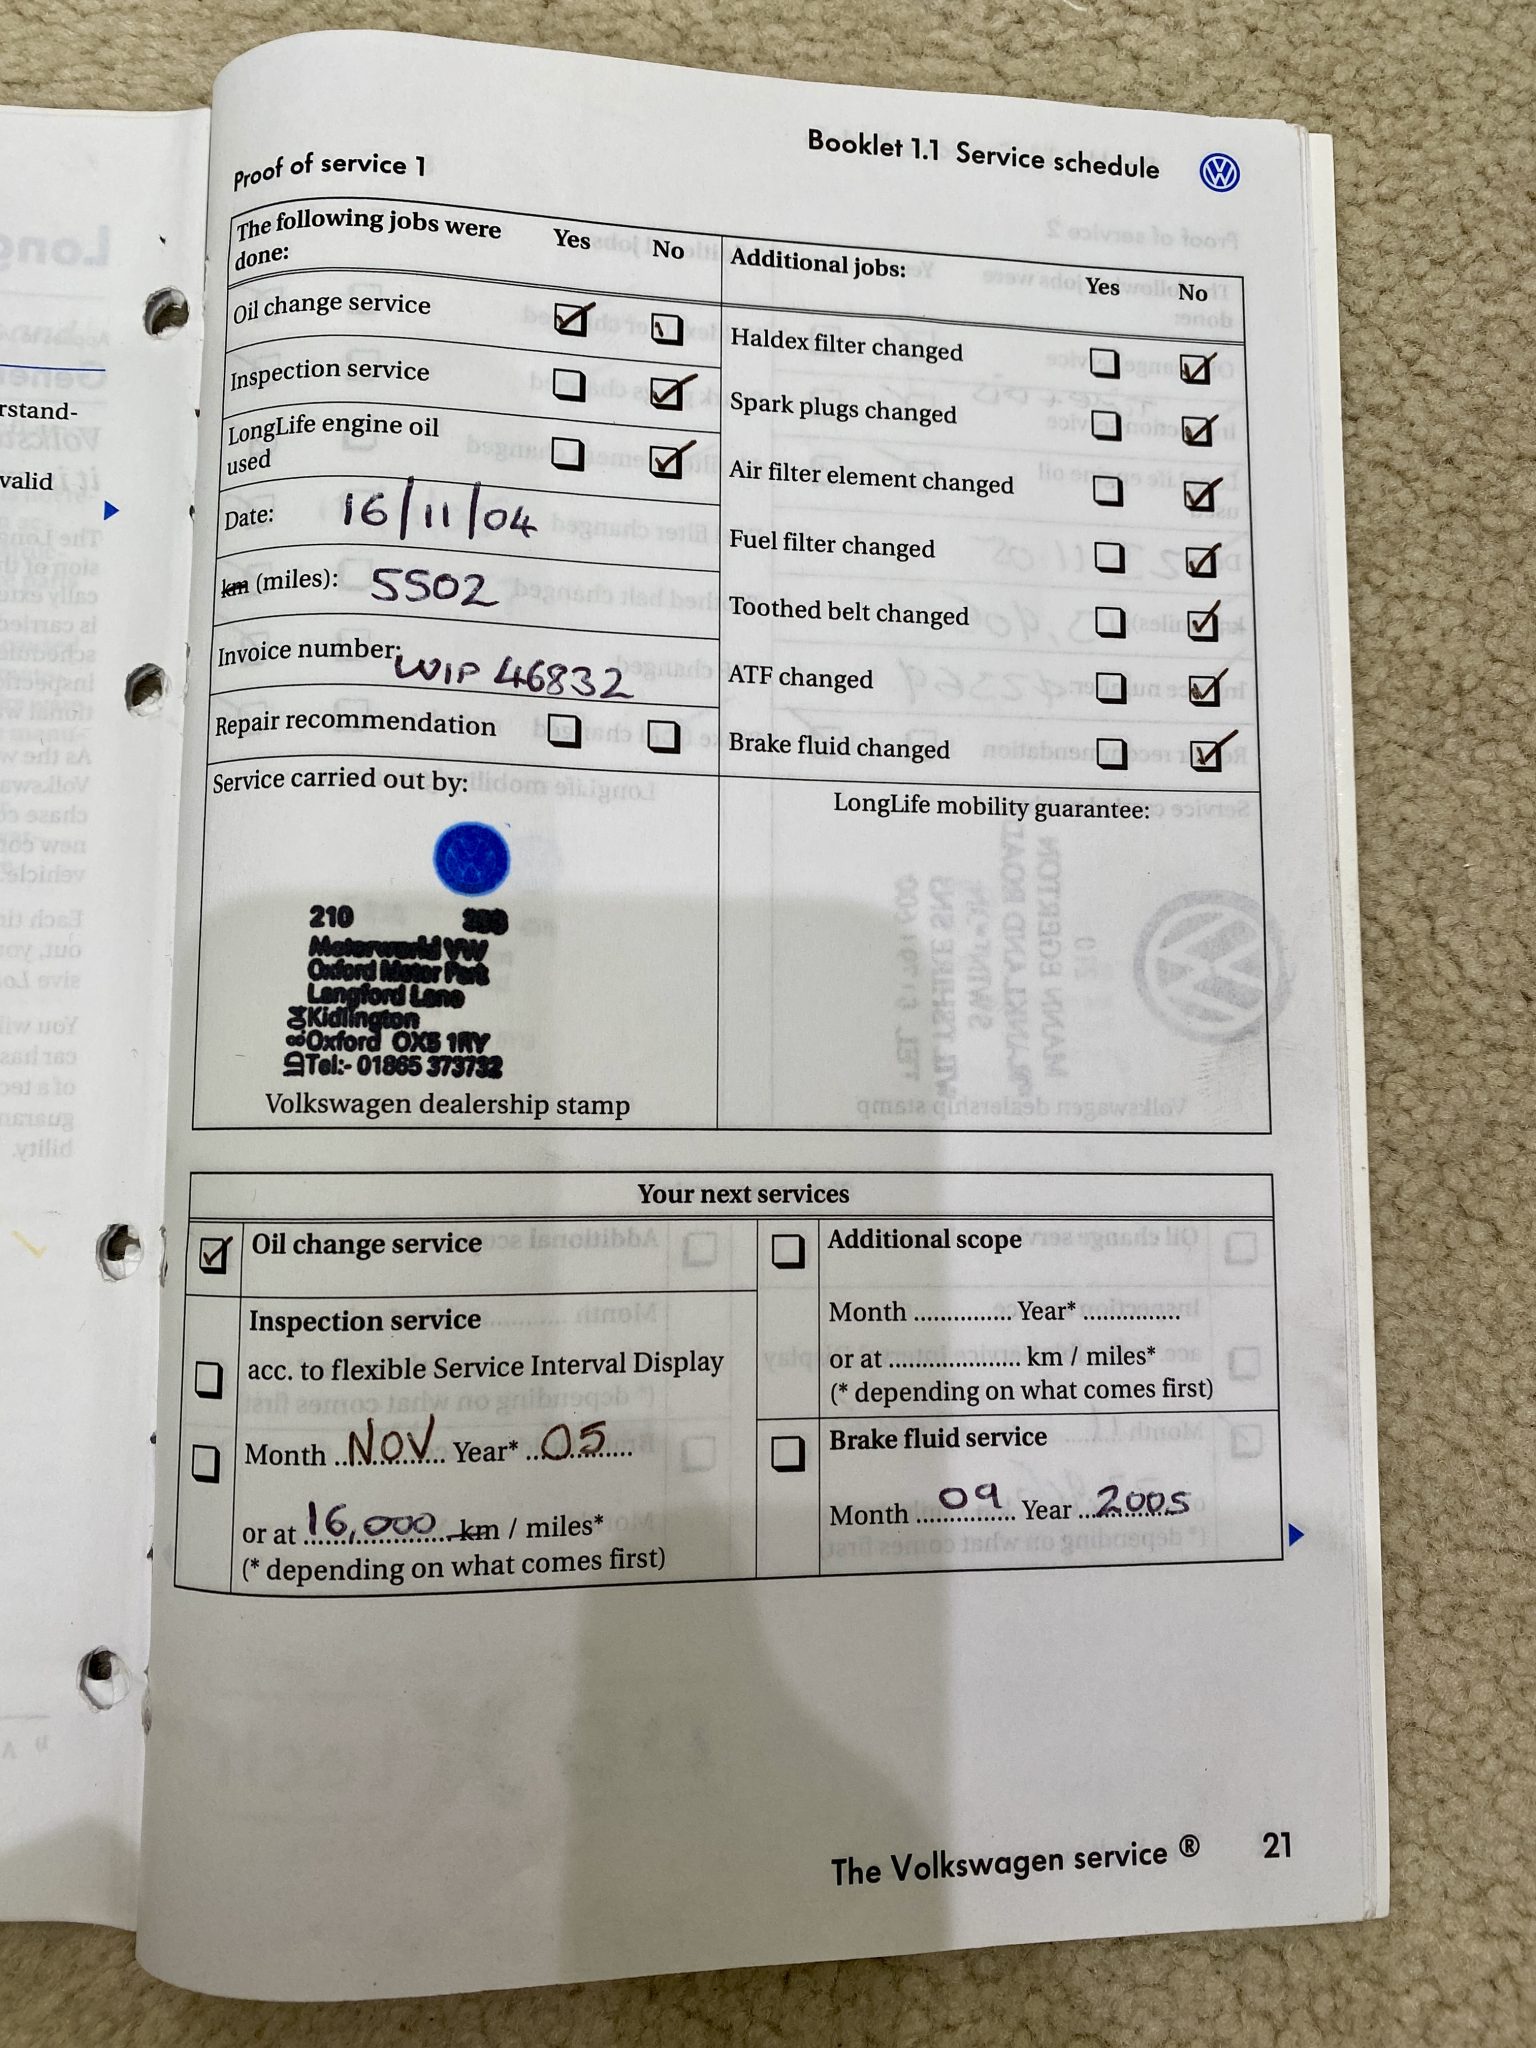 Booklet 1.1 Service schedule
Proof of service 1
The following jobs were
done:
Yes
No
Oil change service
Inspection service
LongLife engine oil
used
Date: 16/11/04
km (miles): 5502
Invoice number: WIP 46832
Repair recommendation
Service carried out by:
210
Motorworld VW
Oxford Motor Park
Langford Lane
Kidlington
Oxford OX5 1RY
Tel:- 01865 373732
Volkswagen dealership stamp
Additional jobs:
Yes
No
Haldex filter changed
Spark plugs changed
Air filter element changed
Fuel filter changed
Toothed belt changed
ATF changed
Brake fluid changed
LongLife mobility guarantee:
Your next services
Oil change service
Inspection service
acc. to flexible Service Interval Display
Month NOV Year* 05
or at 16,000 km / miles*
(* depending on what comes first)
Additional scope
Month ............... Year* ...............
or at .................... km / miles*
(* depending on what comes first)
Brake fluid service
Month 09 Year 2005
The Volkswagen service ® 21
rstand-
valid